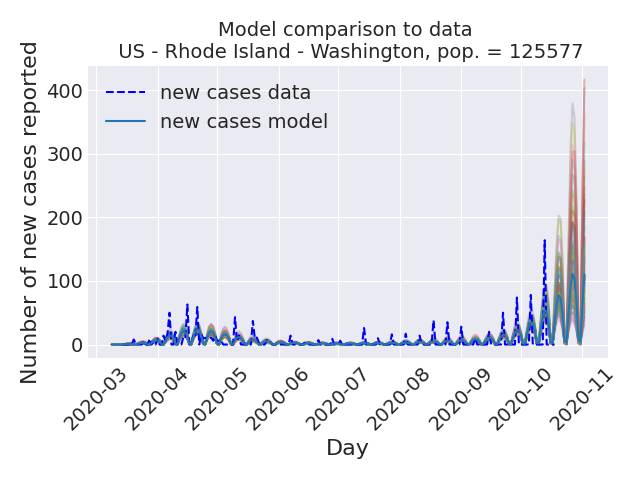 Model comparison to data
US - Rhode Island - Washington, pop. = 125577
Number of new cases reported
400
300
200
100
0
new cases data
new cases model
2020-03
2020-04
2020-05
2020-06
2020-07
2020-08
2020-09
2020-10
2020-11
Day